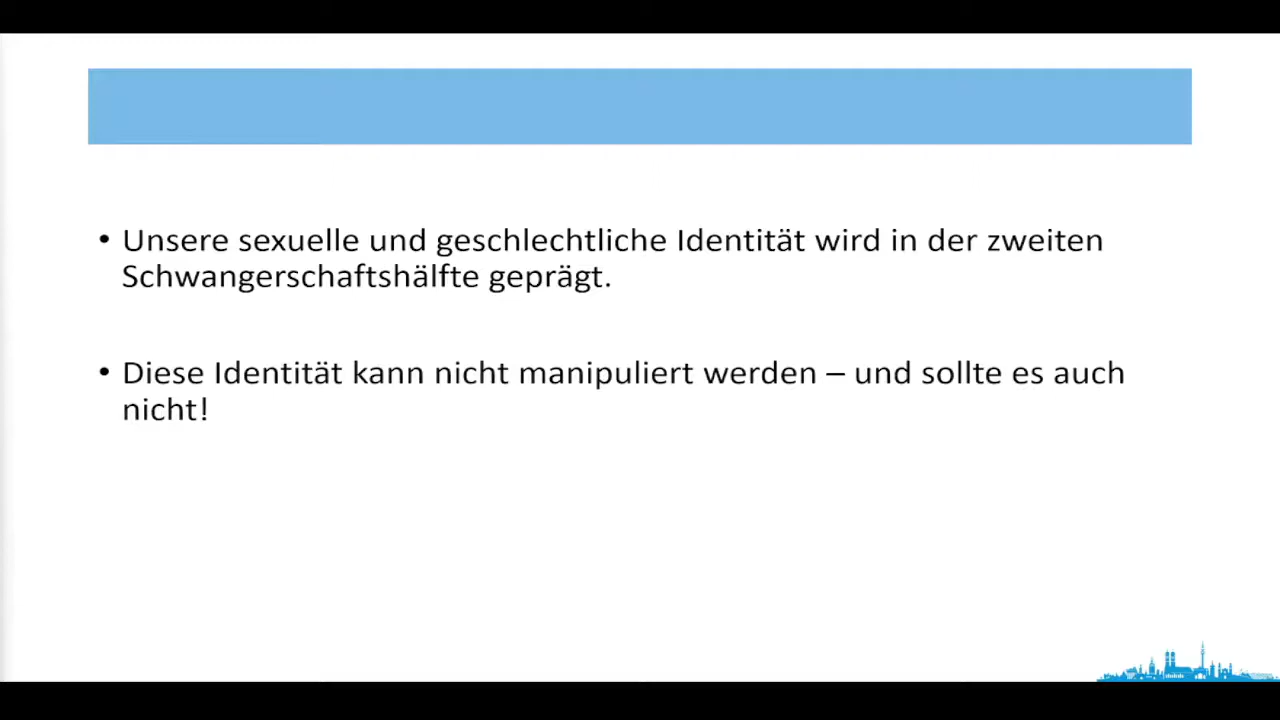 • Unsere sexuelle und geschlechtliche Identität wird in der zweiten
Schwangerschaftshälfte geprägt.
• Diese Identität kann nicht manipuliert werden – und sollte es auch
nicht!